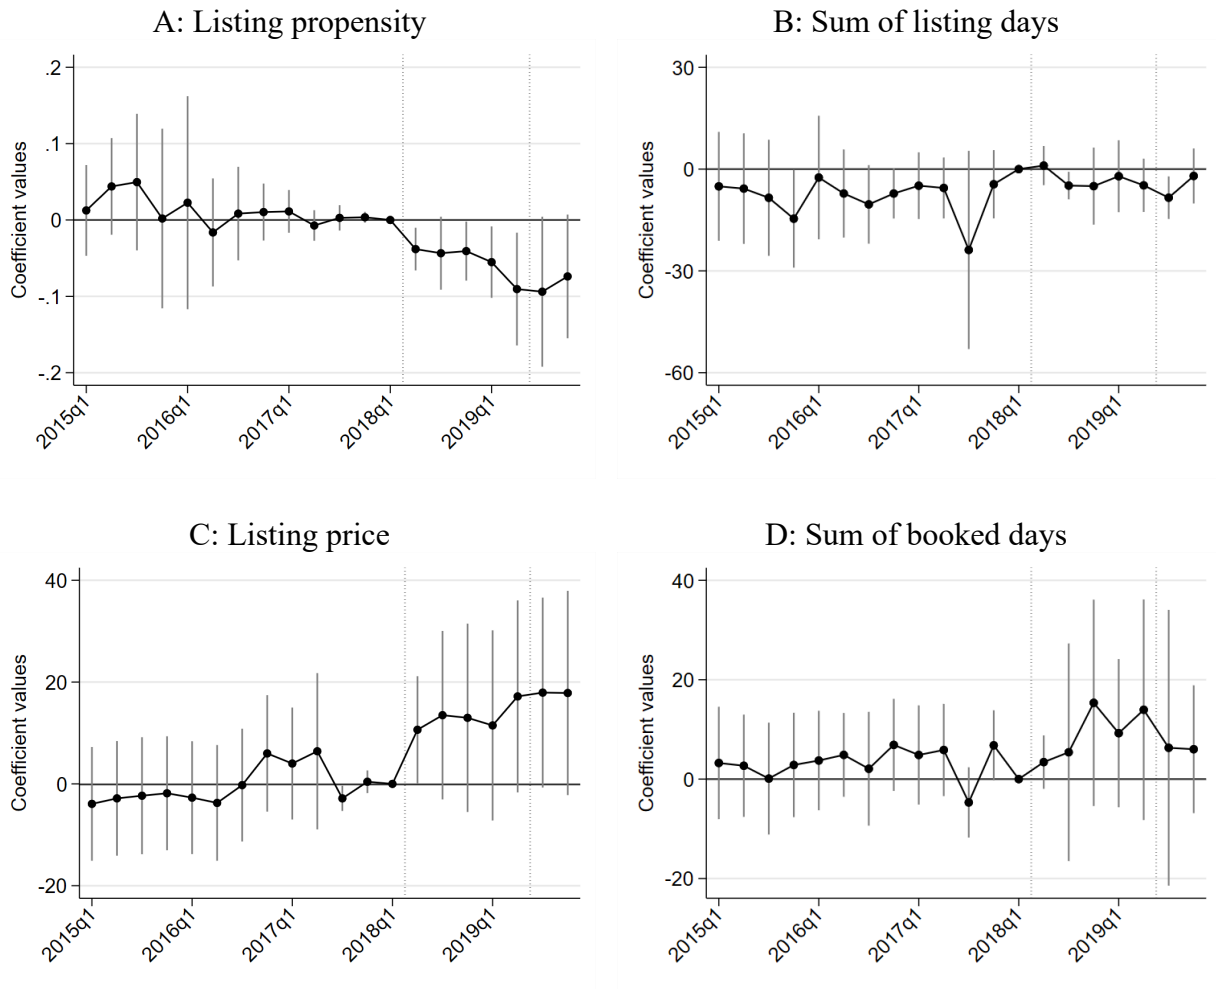 A: Listing propensity
Coefficient values
.2
.1
0
-.1
-.2
2015q1
2016q1
2017q1
2018q1
2019q1
B: Sum of listing days
Coefficient values
30
0
-30
-60
2015q1
2016q1
2017q1
2018q1
2019q1
C: Listing price
Coefficient values
40
20
0
-20
2015q1
2016q1
2017q1
2018q1
2019q1
D: Sum of booked days
Coefficient values
40
20
0
-20
2015q1
2016q1
2017q1
2018q1
2019q1